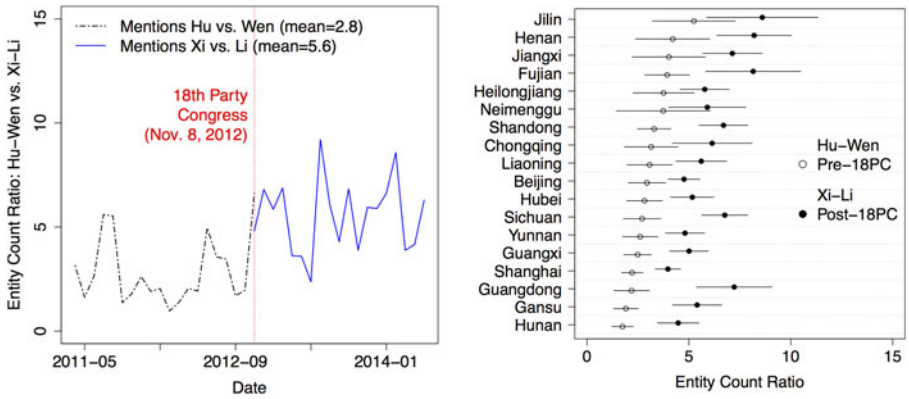 Entity Count Ratio: Hu−Wen vs. Xi−Li
15
10
5
0
Mentions Hu vs. Wen (mean=2.8)
Mentions Xi vs. Li (mean=5.6)
18th Party
Congress
(Nov. 8, 2012)
2011−05
2012−09
2014−01
Date
Jilin
Henan
Jiangxi
Fujian
Heilongjiang
Neimenggu
Shandong
Chongqing
Liaoning
Beijing
Hubei
Sichuan
Yunnan
Guangxi
Shanghai
Guangdong
Gansu
Hunan
Hu−Wen
Pre−18PC
Xi−Li
Post−18PC
0
5
10
15
Entity Count Ratio